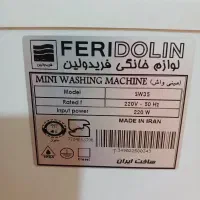 FERIDOLIN
لوازم خانگی فریدولین
MINI WASHING MACHINE (مینی واش)
Model SW35
Rated f 220V - 50 Hz
Input power 220 W
MADE IN IRAN
ساخت ایران